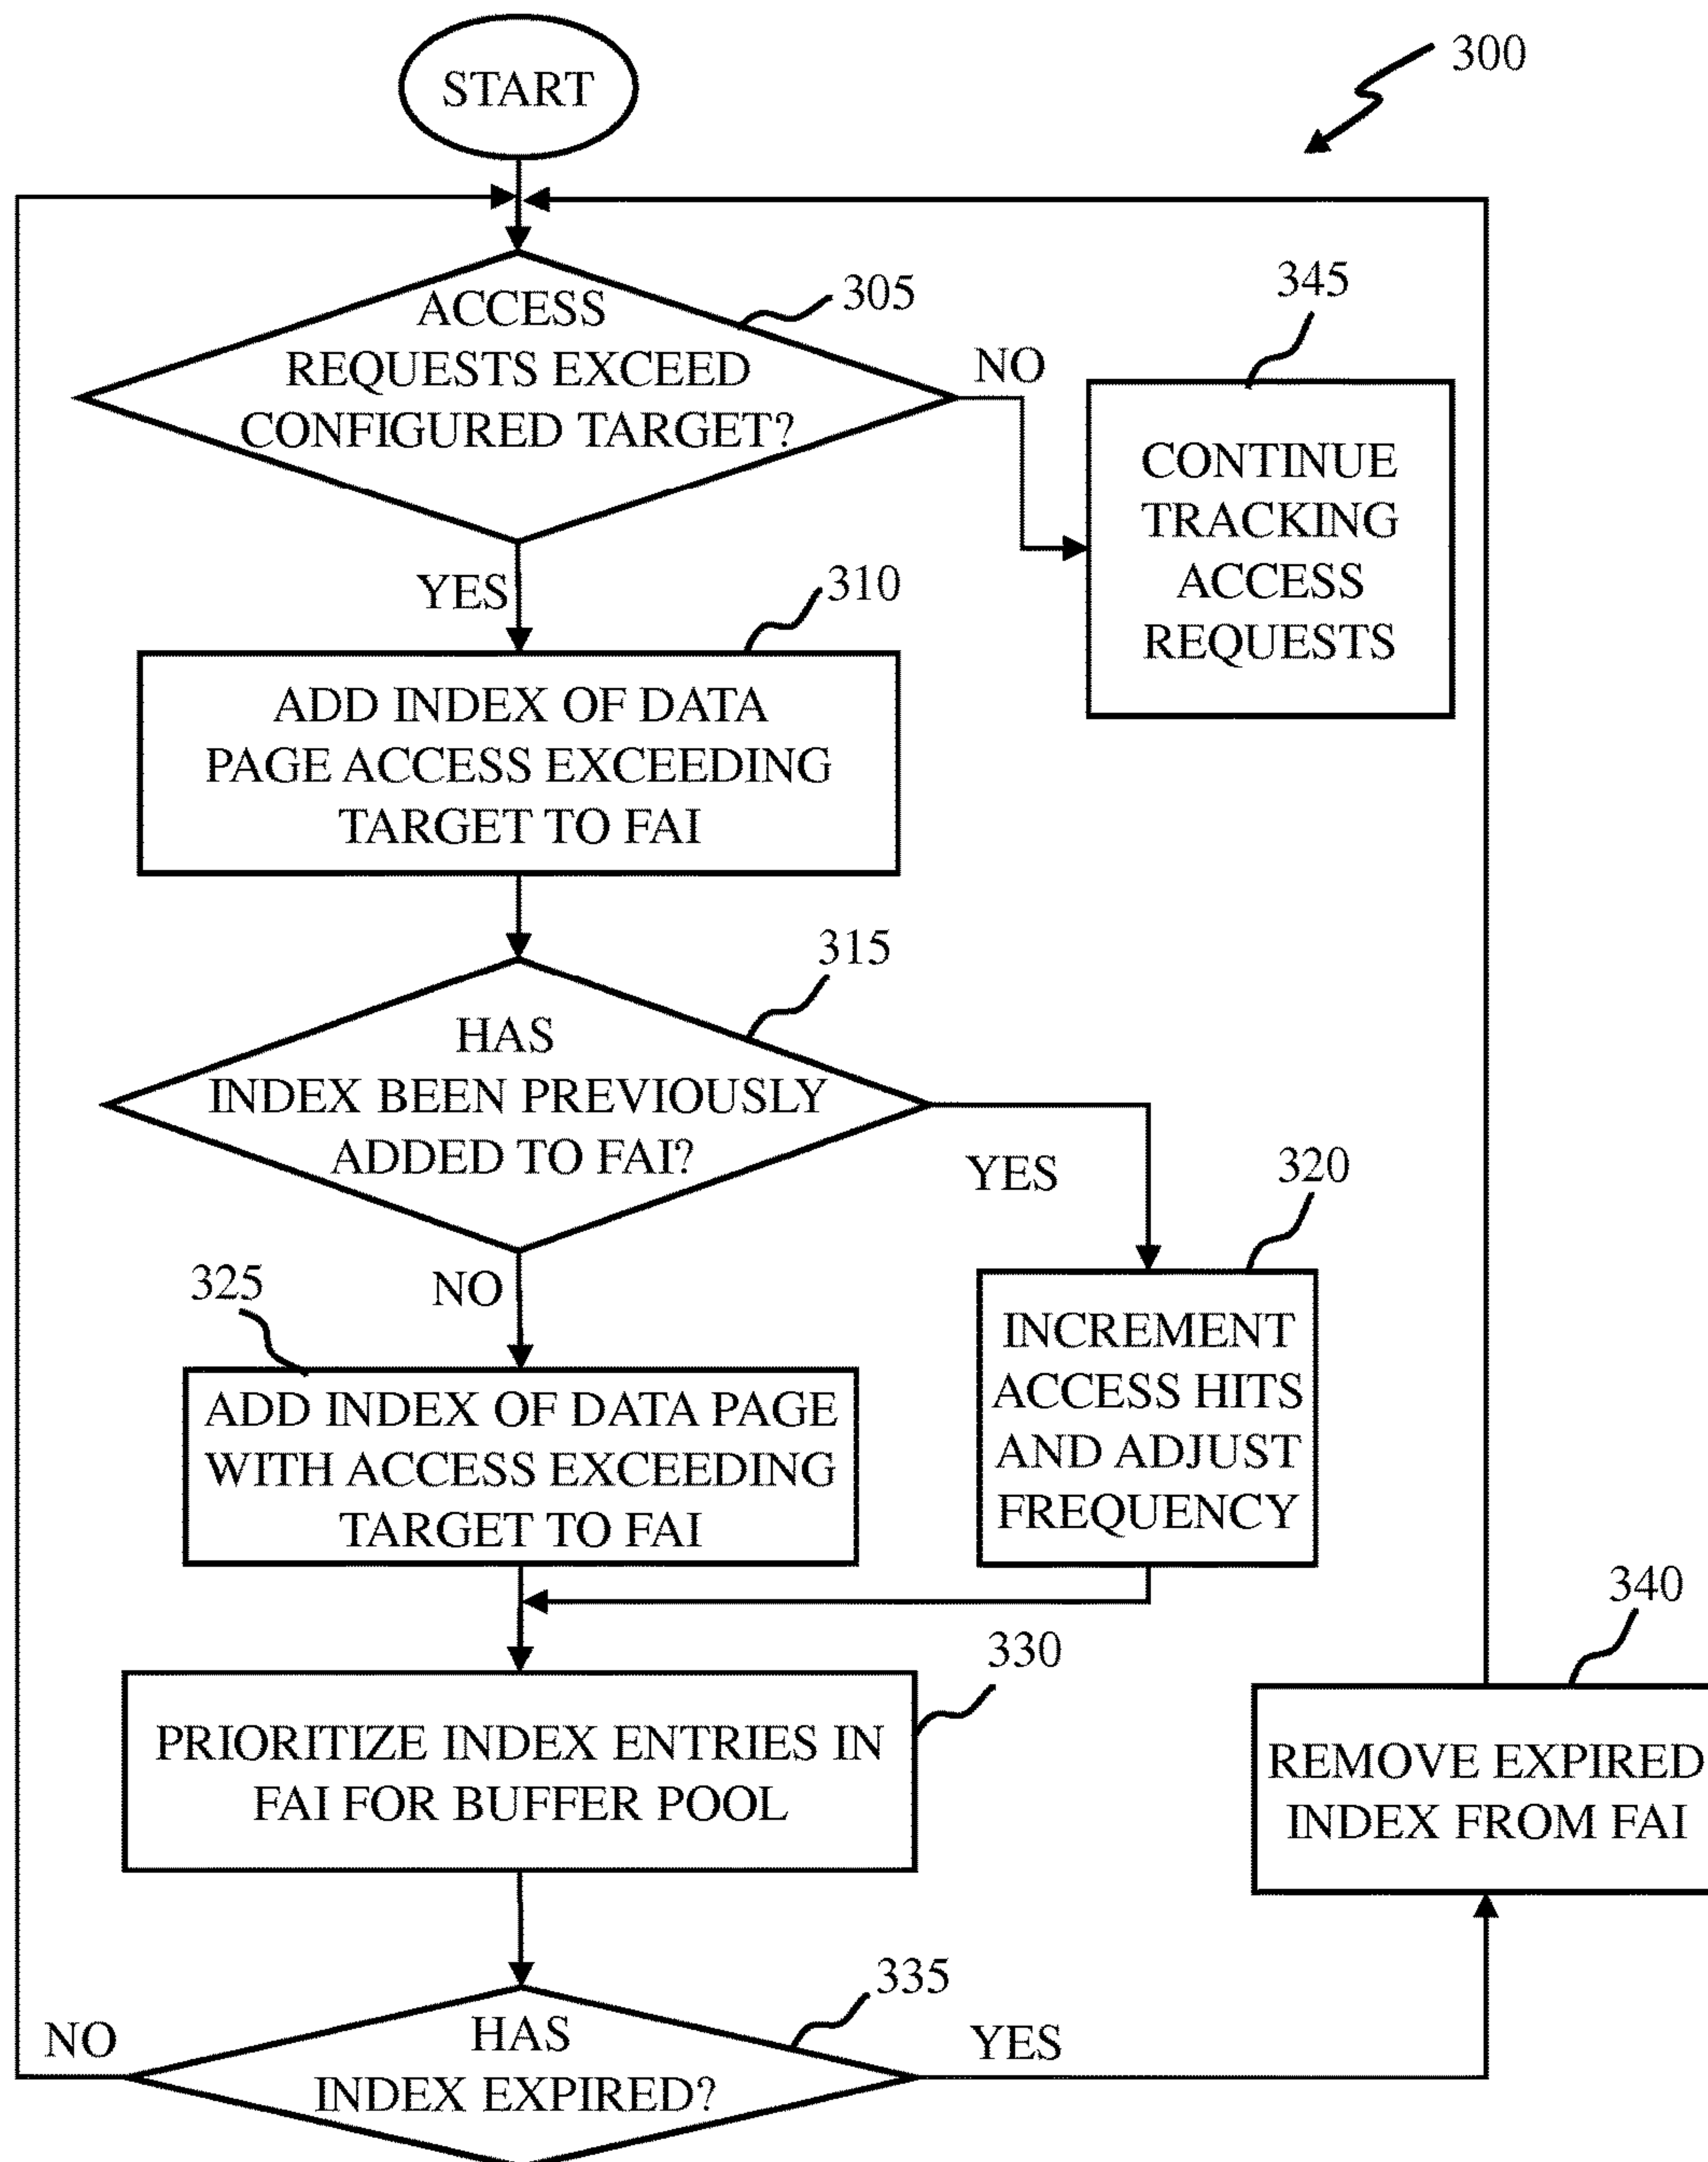 START
300
ACCESS
REQUESTS EXCEED
CONFIGURED TARGET?
305
NO
345
CONTINUE
TRACKING
ACCESS
REQUESTS
YES
310
ADD INDEX OF DATA
PAGE ACCESS EXCEEDING
TARGET TO FAI
315
HAS
INDEX BEEN PREVIOUSLY
ADDED TO FAI?
YES
320
INCREMENT
ACCESS HITS
AND ADJUST
FREQUENCY
NO
325
ADD INDEX OF DATA PAGE
WITH ACCESS EXCEEDING
TARGET TO FAI
330
PRIORITIZE INDEX ENTRIES IN
FAI FOR BUFFER POOL
340
REMOVE EXPIRED
INDEX FROM FAI
335
HAS
INDEX EXPIRED?
NO
YES